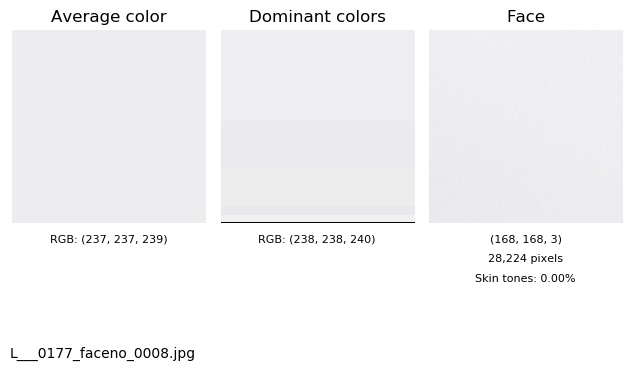 Average color
Dominant colors
Face
RGB: (237, 237, 239)
RGB: (238, 238, 240)
(168, 168, 3)
28,224 pixels
Skin tones: 0.00%
L___0177_faceno_0008.jpg